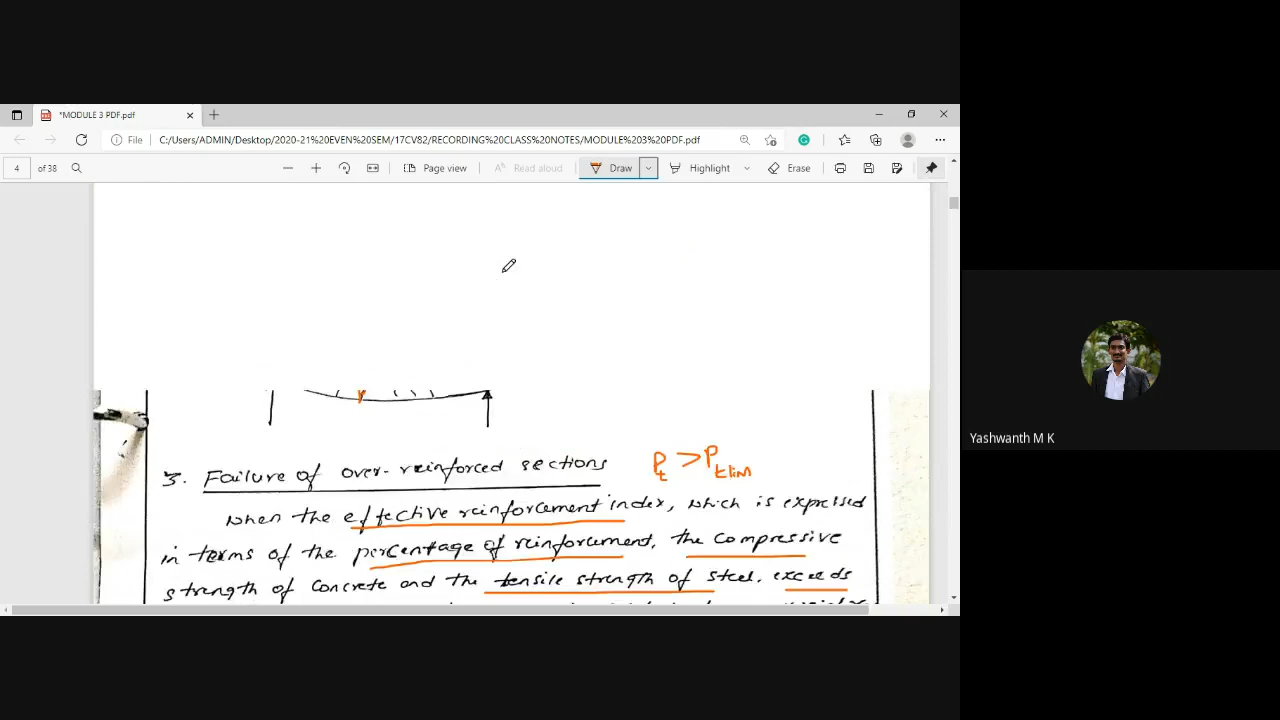 *MODULE 3 PDF.pdf
File C:/Users/ADMIN/Desktop/2020-21%20EVEN%20SEM/17CV82/RECORDING%20CLASS%20NOTES/MODULE%203%20PDF.pdf
4 of 38 Page view Read aloud Draw Highlight Erase
3. Failure of over-reinforced sections Pt > Pt lim
When the effective reinforcement index, which is expressed
in terms of the percentage of reinforcement, the compressive
strength of concrete and the tensile strength of steel, exceeds
Yashwanth M K